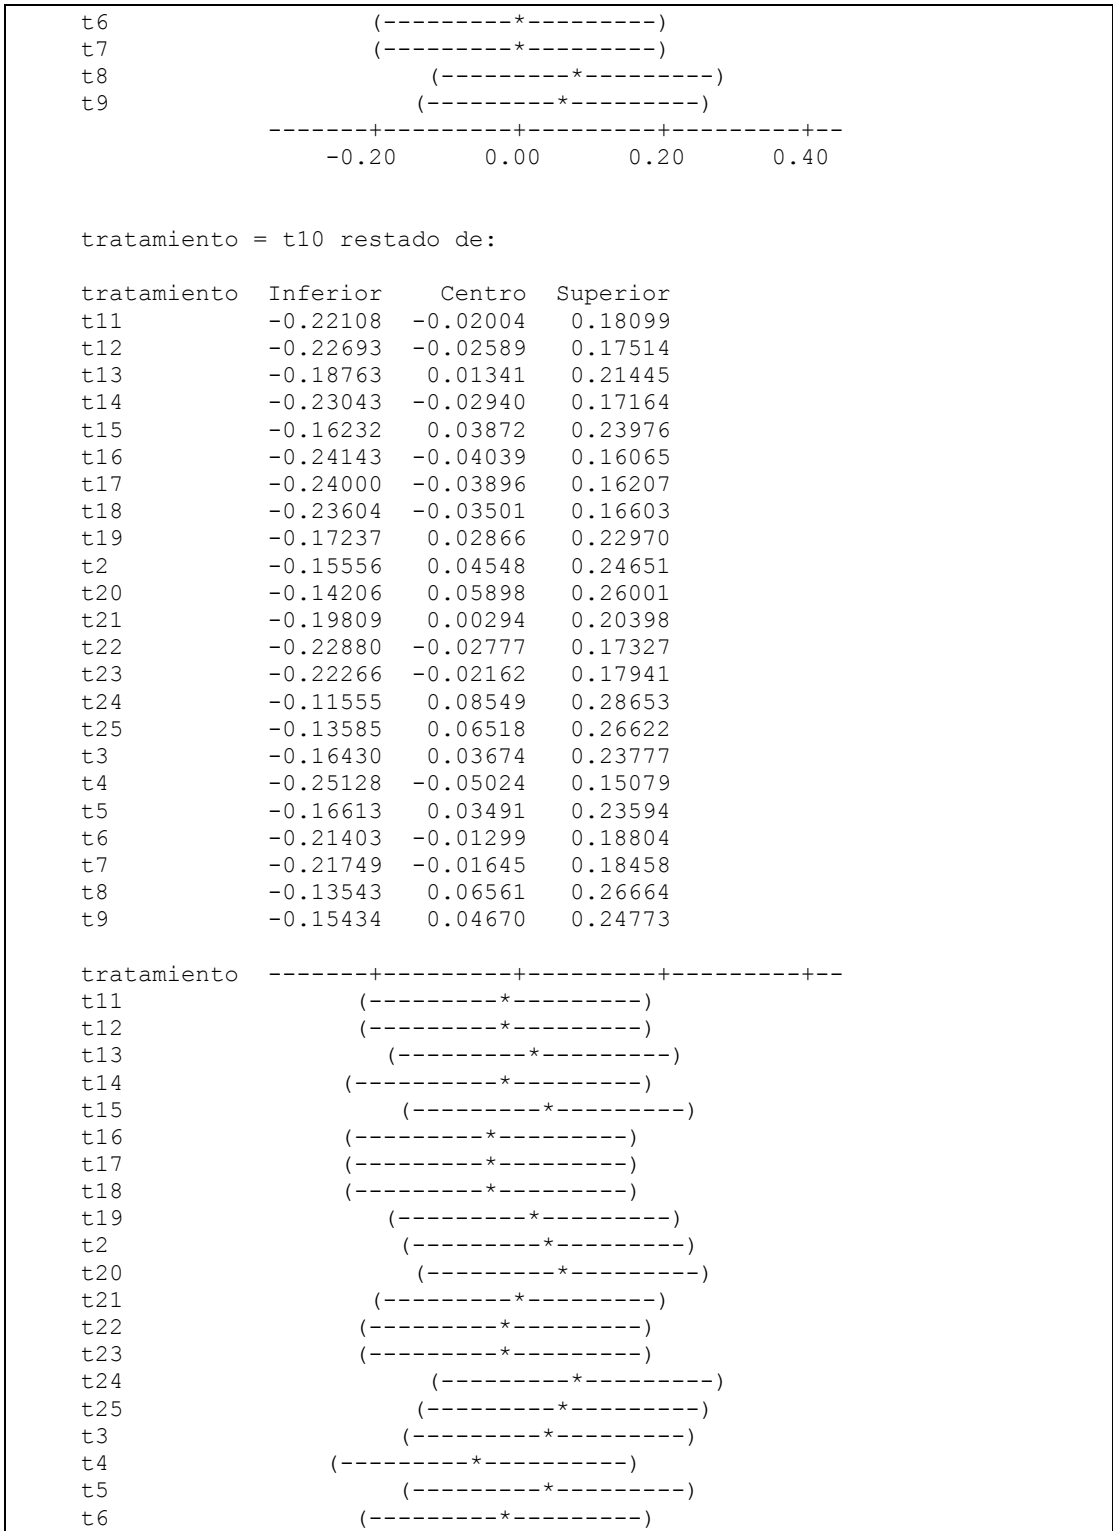 t6                    (---------*---------)
t7                    (---------*---------)
t8                        (---------*---------)
t9                       (---------*---------)
             -------+---------+---------+---------+--
                 -0.20      0.00      0.20      0.40
tratamiento = t10 restado de:
tratamiento  Inferior    Centro  Superior
t11          -0.22108  -0.02004   0.18099
t12          -0.22693  -0.02589   0.17514
t13          -0.18763   0.01341   0.21445
t14          -0.23043  -0.02940   0.17164
t15          -0.16232   0.03872   0.23976
t16          -0.24143  -0.04039   0.16065
t17          -0.24000  -0.03896   0.16207
t18          -0.23604  -0.03501   0.16603
t19          -0.17237   0.02866   0.22970
t2           -0.15556   0.04548   0.24651
t20          -0.14206   0.05898   0.26001
t21          -0.19809   0.00294   0.20398
t22          -0.22880  -0.02777   0.17327
t23          -0.22266  -0.02162   0.17941
t24          -0.11555   0.08549   0.28653
t25          -0.13585   0.06518   0.26622
t3           -0.16430   0.03674   0.23777
t4           -0.25128  -0.05024   0.15079
t5           -0.16613   0.03491   0.23594
t6           -0.21403  -0.01299   0.18804
t7           -0.21749  -0.01645   0.18458
t8           -0.13543   0.06561   0.26664
t9           -0.15434   0.04670   0.24773
tratamiento  -------+---------+---------+---------+--
t11                (---------*---------)
t12                (---------*---------)
t13                  (---------*---------)
t14               (----------*---------)
t15                   (---------*---------)
t16               (---------*---------)
t17               (---------*---------)
t18               (---------*---------)
t19                  (---------*---------)
t2                    (---------*---------)
t20                    (---------*---------)
t21                 (---------*---------)
t22                (---------*---------)
t23                (---------*---------)
t24                     (---------*---------)
t25                    (---------*---------)
t3                    (---------*---------)
t4               (---------*----------)
t5                    (---------*---------)
t6                 (---------*---------)